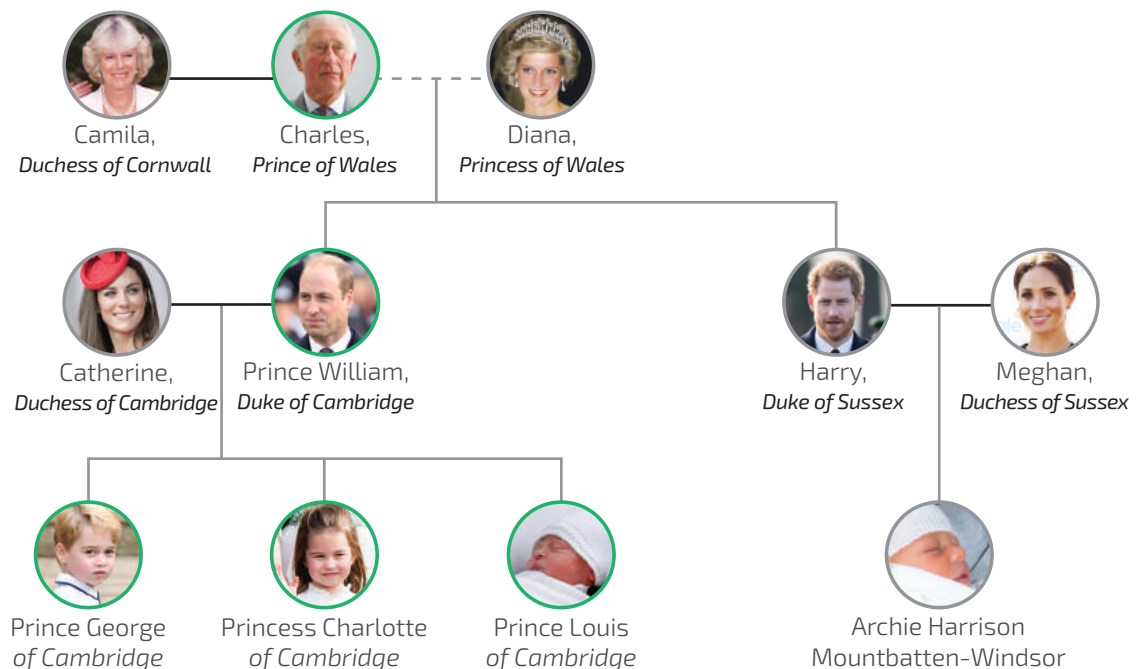 Camila,
Duchess of Cornwall
Charles,
Prince of Wales
Diana,
Princess of Wales
Catherine,
Duchess of Cambridge
Prince William,
Duke of Cambridge
Harry,
Duke of Sussex
Meghan,
Duchess of Sussex
Prince George
of Cambridge
Princess Charlotte
of Cambridge
Prince Louis
of Cambridge
Archie Harrison
Mountbatten-Windsor